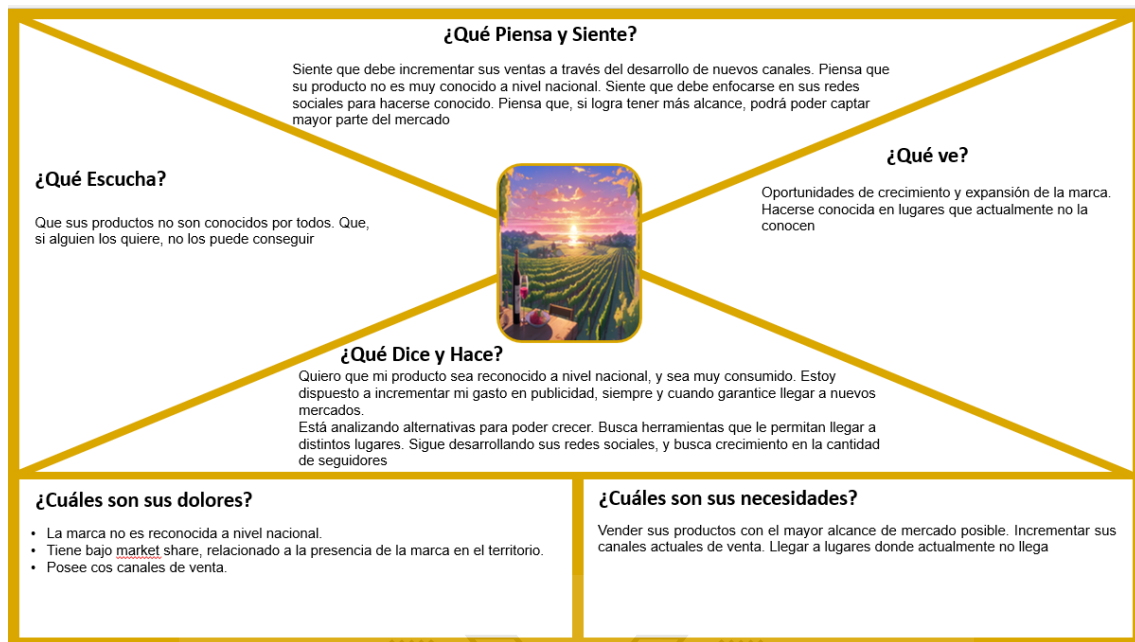 ¿Qué Piensa y Siente?
Siente que debe incrementar sus ventas a través del desarrollo de nuevos canales. Piensa que
su producto no es muy conocido a nivel nacional. Siente que debe enfocarse en sus redes
sociales para hacerse conocido. Piensa que, si logra tener más alcance, podrá poder captar
mayor parte del mercado
¿Qué Escucha?
Que sus productos no son conocidos por todos. Que,
si alguien los quiere, no los puede conseguir
¿Qué ve?
Oportunidades de crecimiento y expansión de la marca.
Hacerse conocida en lugares que actualmente no la
conocen
¿Qué Dice y Hace?
Quiero que mi producto sea reconocido a nivel nacional, y sea muy consumido. Estoy
dispuesto a incrementar mi gasto en publicidad, siempre y cuando garantice llegar a nuevos
mercados.
Está analizando alternativas para poder crecer. Busca herramientas que le permitan llegar a
distintos lugares. Sigue desarrollando sus redes sociales, y busca crecimiento en la cantidad
de seguidores
¿Cuáles son sus dolores?
• La marca no es reconocida a nivel nacional.
• Tiene bajo market share, relacionado a la presencia de la marca en el territorio.
• Posee cos canales de venta.
¿Cuáles son sus necesidades?
Vender sus productos con el mayor alcance de mercado posible. Incrementar sus
canales actuales de venta. Llegar a lugares donde actualmente no llega